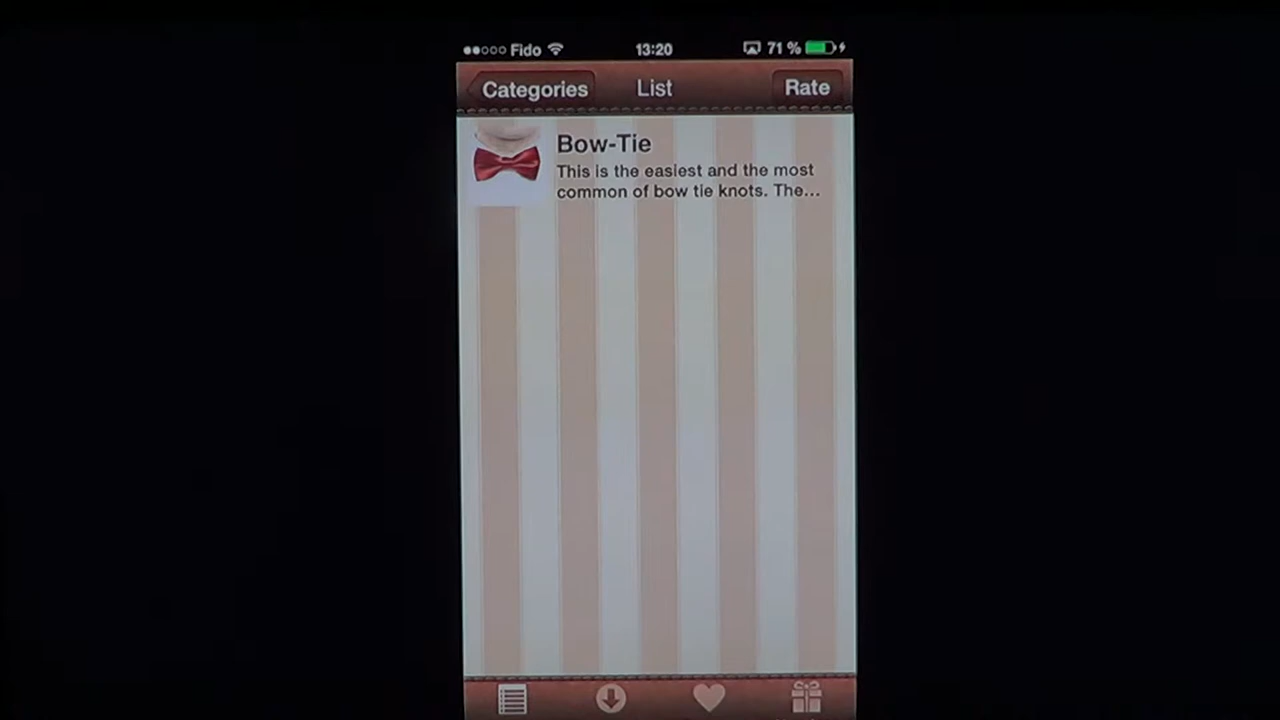 Fido 13:20 71 %
Categories List Rate
Bow-Tie
This is the easiest and the most
common of bow tie knots. The...